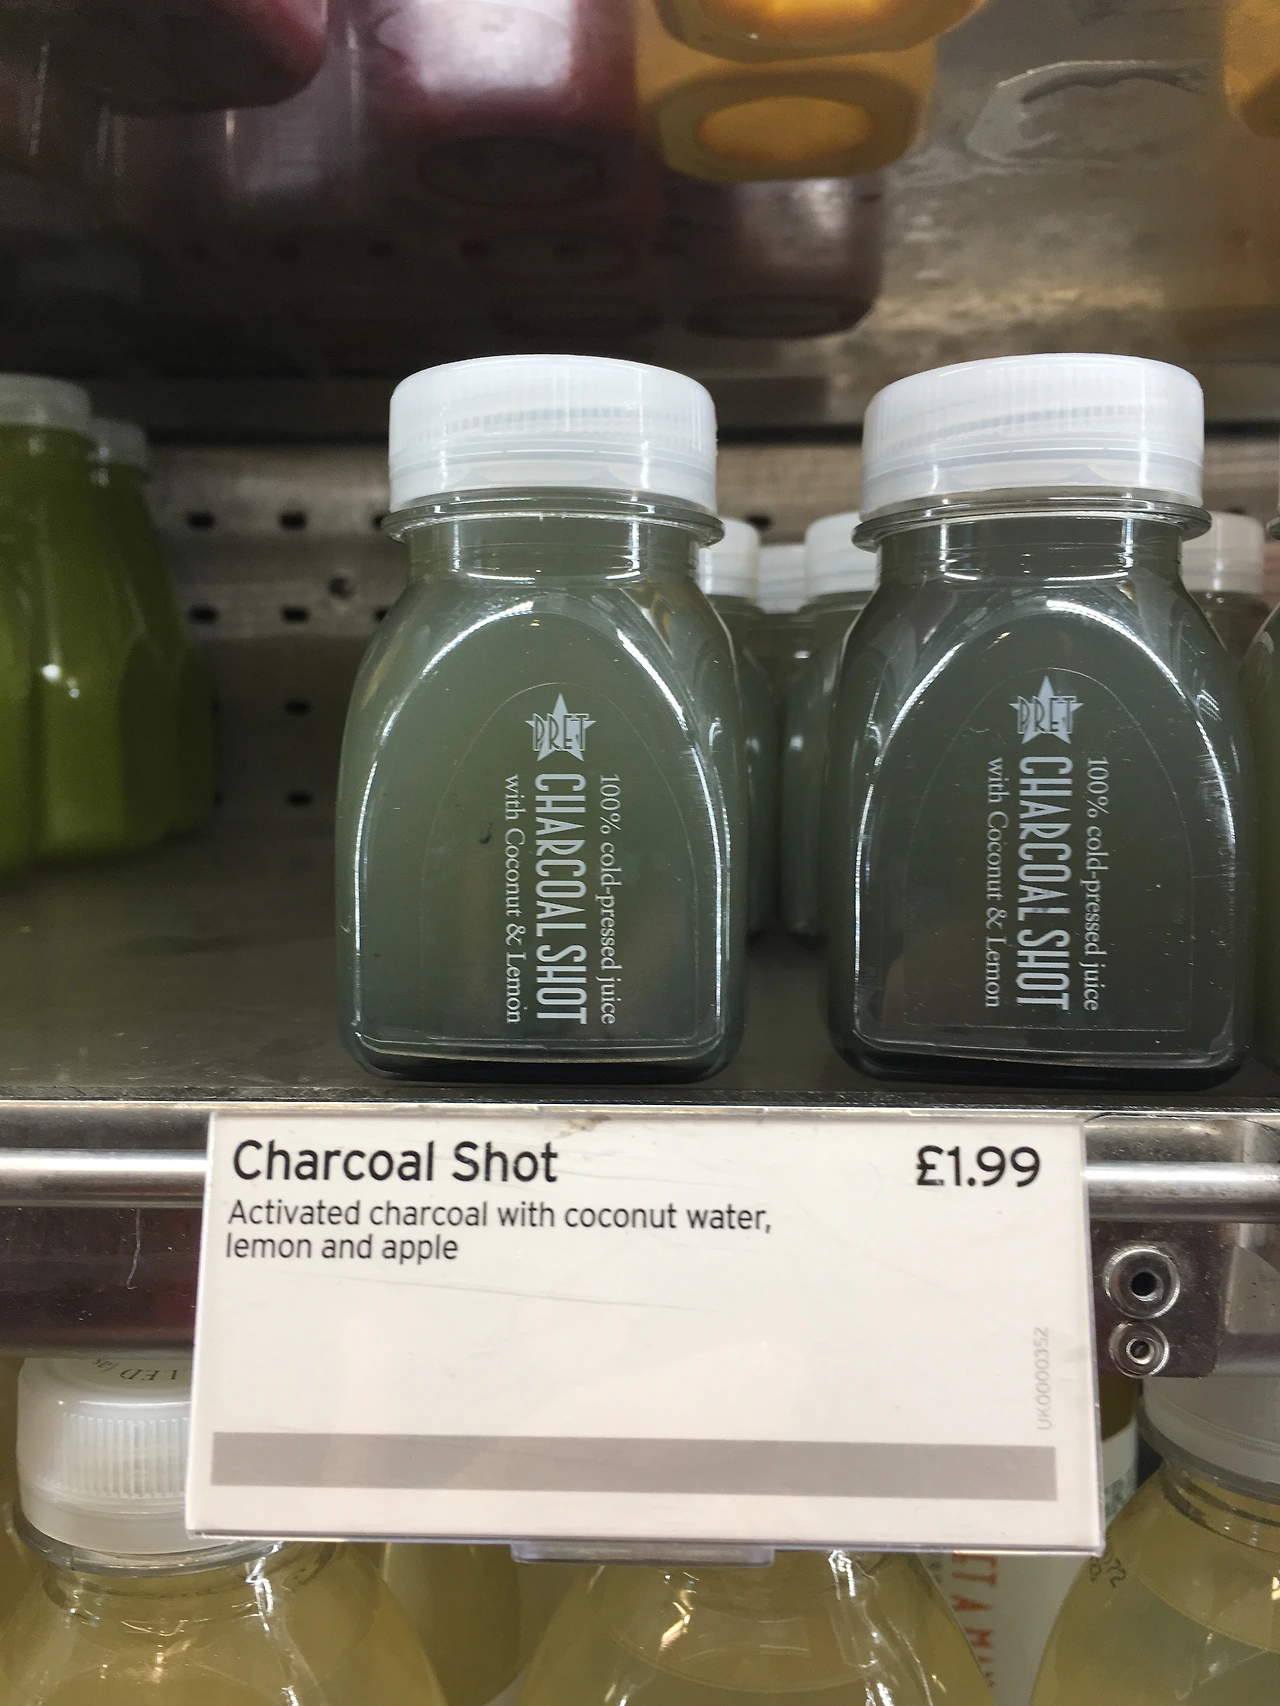 PRET
100% cold-pressed juice
CHARCOAL SHOT
with Coconut & Lemon
PRET
100% cold-pressed juice
CHARCOAL SHOT
with Coconut & Lemon
Charcoal Shot
£1.99
Activated charcoal with coconut water,
lemon and apple
UK0000352